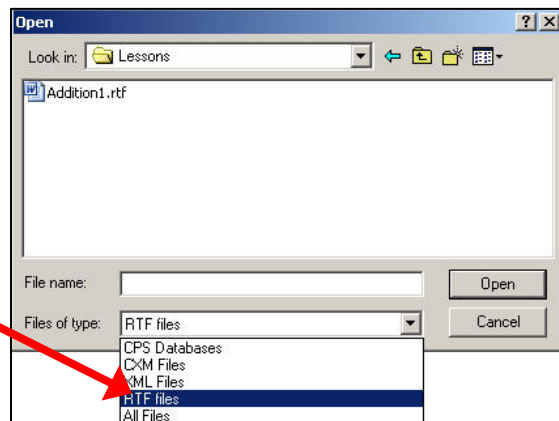 Open
Look in: Lessons
Addition1.rtf
File name:
Open
Files of type: RTF files
Cancel
CPS Databases
CXM Files
XML Files
RTF files
All Files